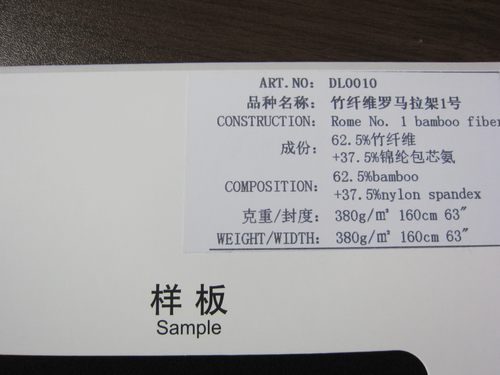 ART.NO: DL0010
品种名称: 竹纤维罗马拉架1号
CONSTRUCTION: Rome No. 1 bamboo fiber
成份: 62.5%竹纤维
+37.5%锦纶包芯氨
COMPOSITION: 62.5%bamboo
+37.5%nylon spandex
克重/封度: 380g/㎡ 160cm 63"
WEIGHT/WIDTH: 380g/㎡ 160cm 63"
样板
Sample